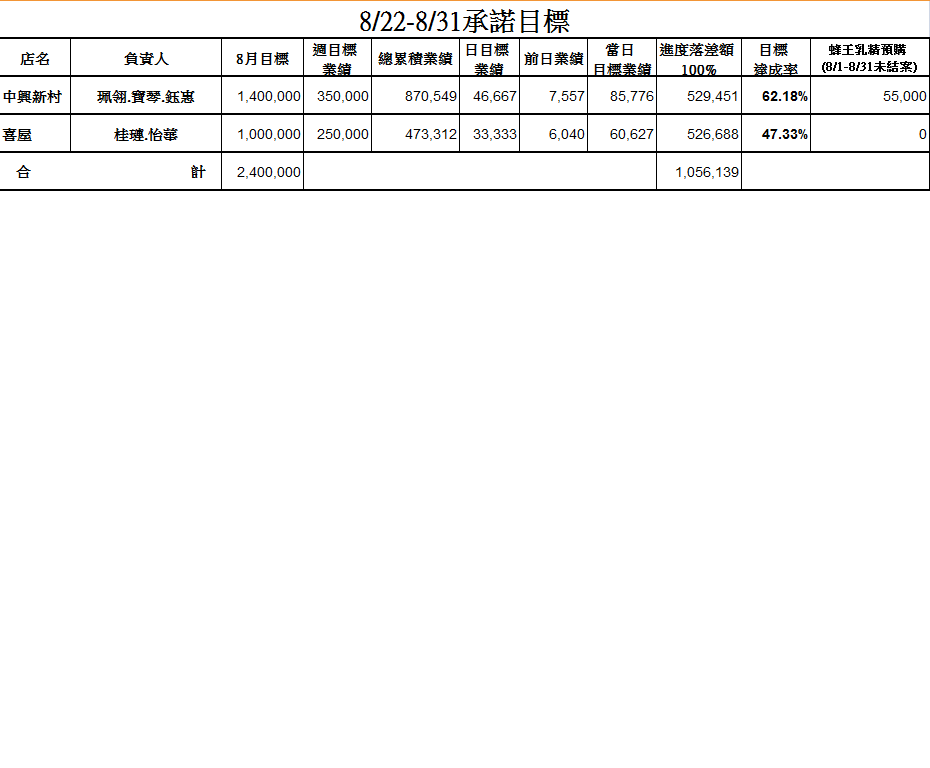 8/22-8/31承諾目標
店名 負責人 8月目標 週目標業績 總累積業績 日目標業績 前日業績 當日目標業績 進度落差額100% 目標達成率 蜂王乳精預購(8/1-8/31未結案)
中興新村 珮翎.寶琴.鈺惠 1,400,000 350,000 870,549 46,667 7,557 85,776 529,451 62.18% 55,000
喜屋 桂璉.怡華 1,000,000 250,000 473,312 33,333 6,040 60,627 526,688 47.33% 0
合計 2,400,000 1,056,139